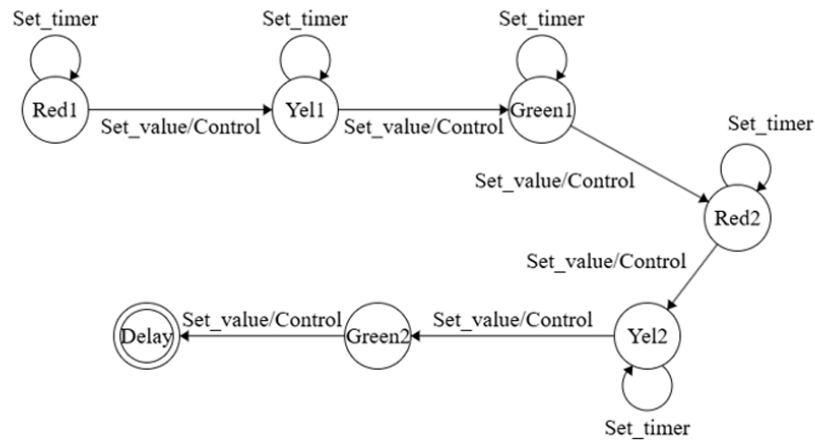 Set_timer
Set_timer
Set_timer
Red1
Yel1
Green1
Set_value/Control
Set_value/Control
Set_timer
Set_value/Control
Red2
Set_value/Control
Set_value/Control
Set_value/Control
Delay
Green2
Yel2
Set_timer